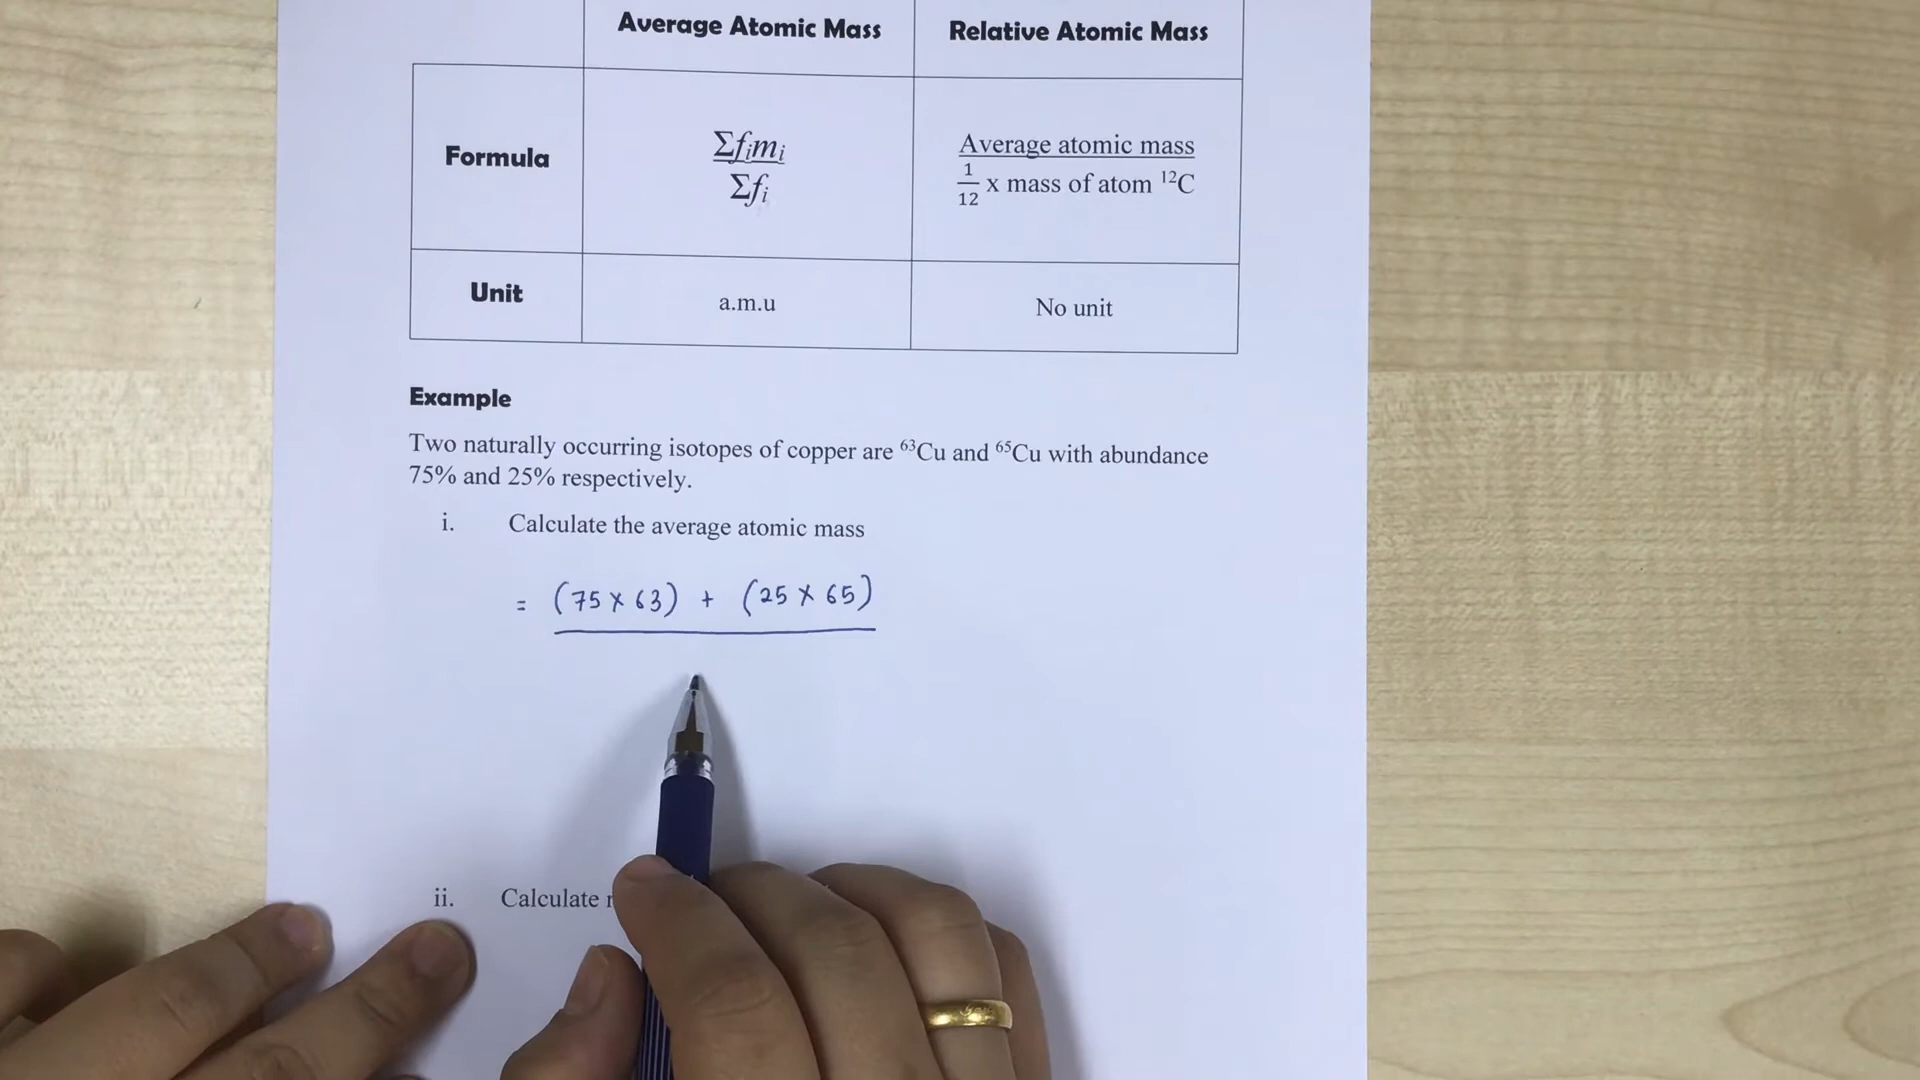 Average Atomic Mass
Relative Atomic Mass
Formula
Σfᵢmᵢ
Σfᵢ
Average atomic mass
1/12 x mass of atom ¹²C
Unit
a.m.u
No unit
Example
Two naturally occurring isotopes of copper are ⁶³Cu and ⁶⁵Cu with abundance
75% and 25% respectively.
i. Calculate the average atomic mass
= (75 × 63) + (25 × 65)
ii. Calculate